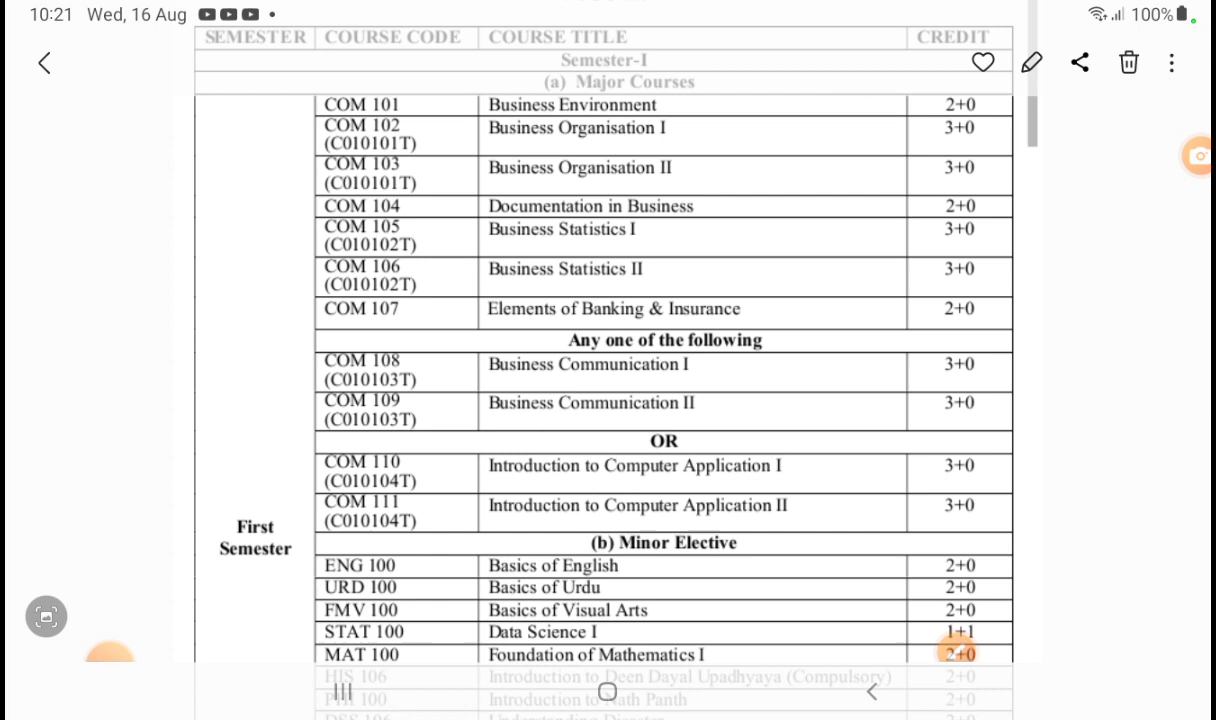 10:21 Wed, 16 Aug
100%
SEMESTER COURSE CODE COURSE TITLE CREDIT
Semester-I
(a) Major Courses
COM 101 Business Environment 2+0
COM 102 Business Organisation I 3+0
(C010101T)
COM 103 Business Organisation II 3+0
(C010101T)
COM 104 Documentation in Business 2+0
COM 105 Business Statistics I 3+0
(C010102T)
COM 106 Business Statistics II 3+0
(C010102T)
COM 107 Elements of Banking & Insurance 2+0
Any one of the following
COM 108 Business Communication I 3+0
(C010103T)
COM 109 Business Communication II 3+0
(C010103T)
OR
COM 110 Introduction to Computer Application I 3+0
(C010104T)
COM 111 Introduction to Computer Application II 3+0
(C010104T)
First
Semester
(b) Minor Elective
ENG 100 Basics of English 2+0
URD 100 Basics of Urdu 2+0
FMV 100 Basics of Visual Arts 2+0
STAT 100 Data Science I 1+1
MAT 100 Foundation of Mathematics I 2+0
HIS 106 Introduction to Deen Dayal Upadhyaya (Compulsory) 2+0
100 Introduction to Nath Panth 2+0